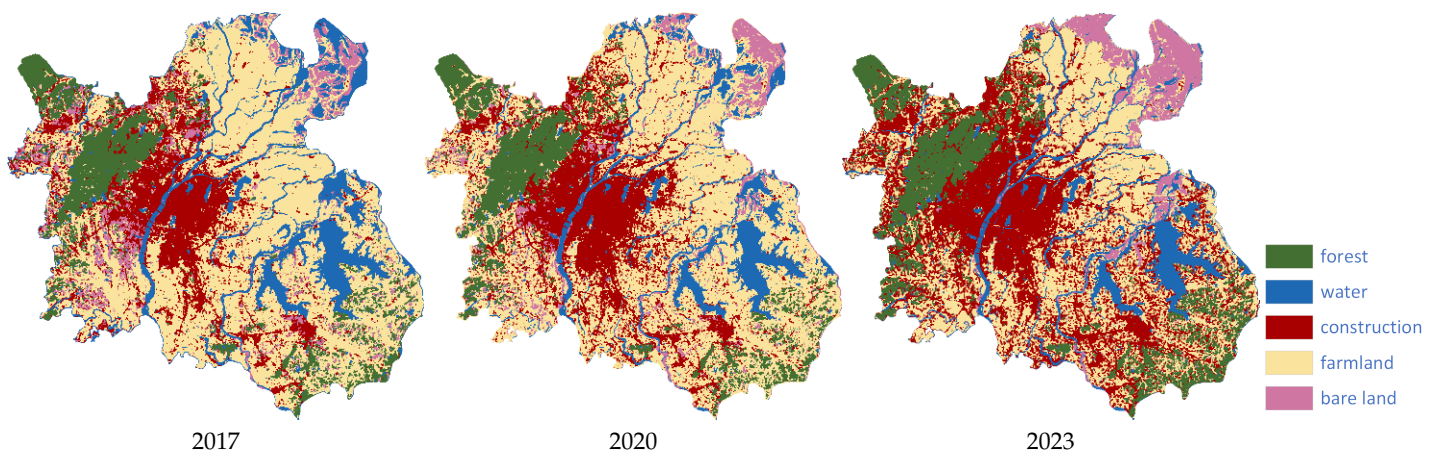 forest
water
construction
farmland
bare land
2017
2020
2023